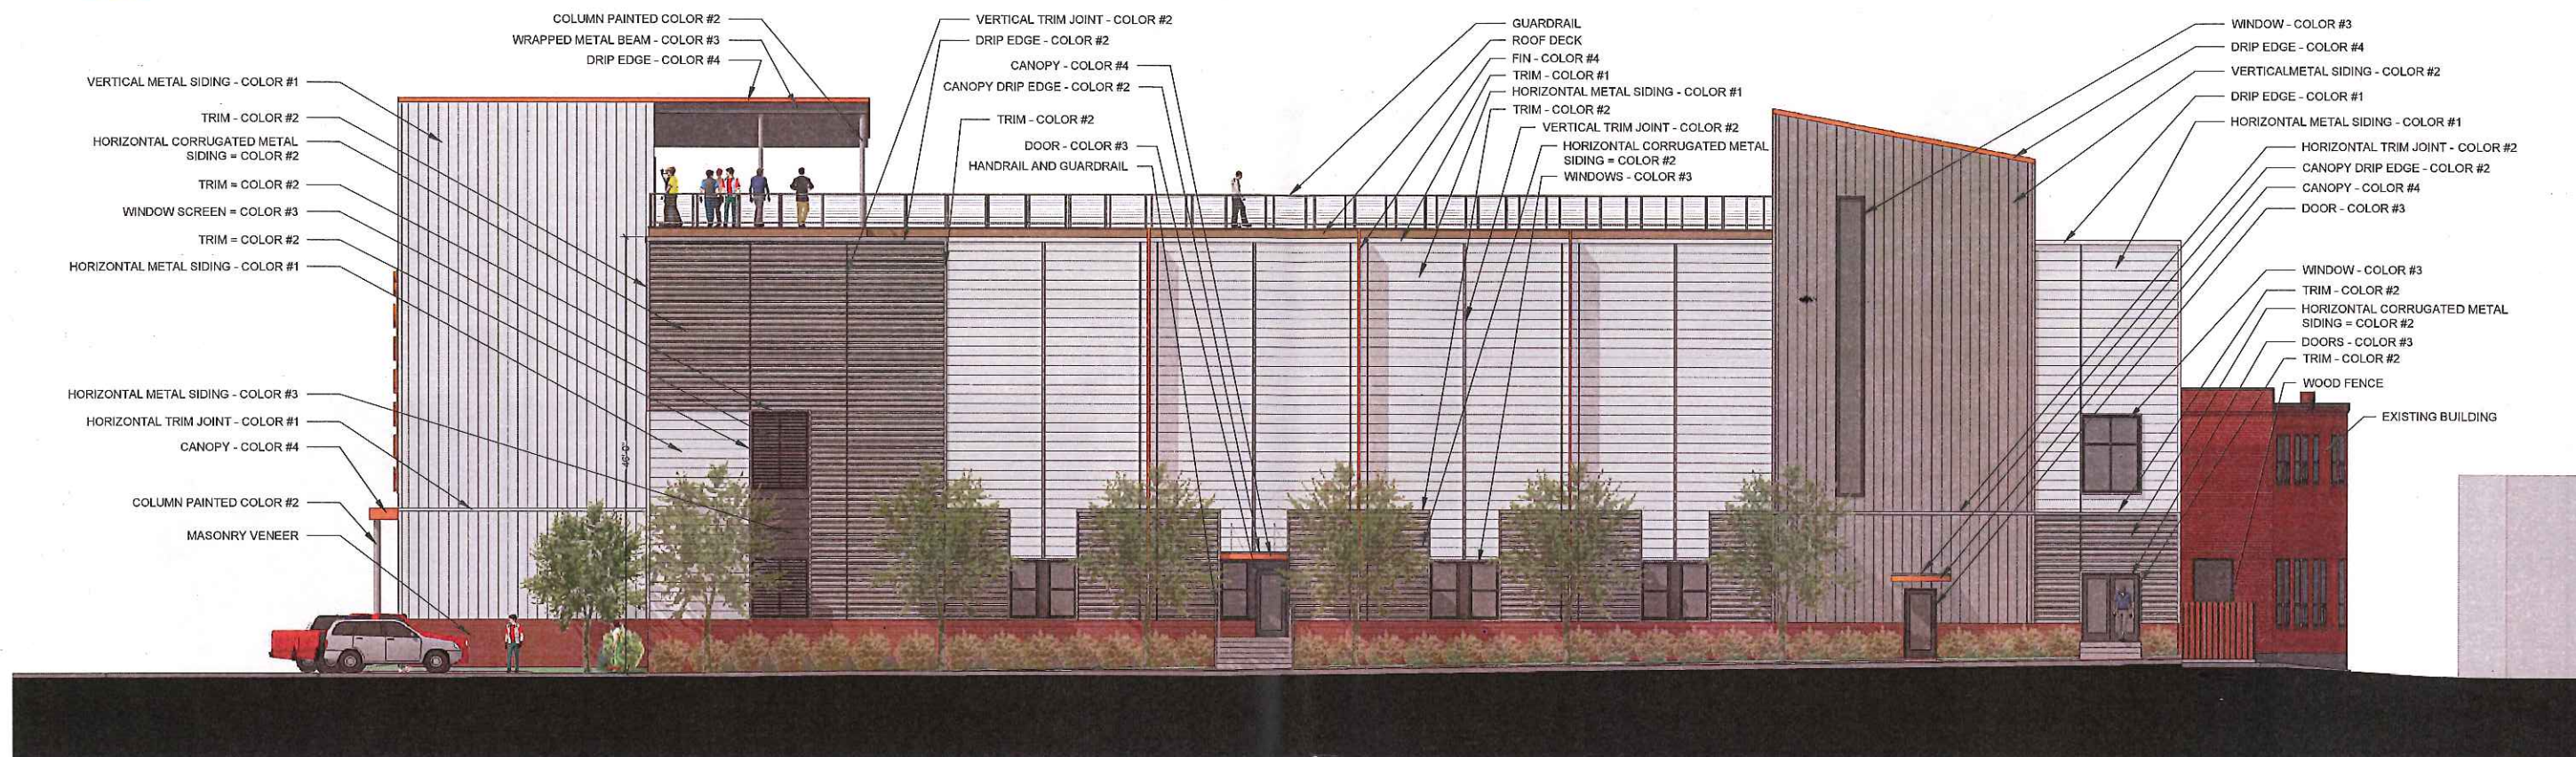 COLUMN PAINTED COLOR #2
WRAPPED METAL BEAM - COLOR #3
DRIP EDGE - COLOR #4
VERTICAL METAL SIDING - COLOR #1
TRIM - COLOR #2
HORIZONTAL CORRUGATED METAL
SIDING = COLOR #2
TRIM = COLOR #2
WINDOW SCREEN = COLOR #3
TRIM = COLOR #2
HORIZONTAL METAL SIDING - COLOR #1
HORIZONTAL METAL SIDING - COLOR #3
HORIZONTAL TRIM JOINT - COLOR #1
CANOPY - COLOR #4
COLUMN PAINTED COLOR #2
MASONRY VENEER
VERTICAL TRIM JOINT - COLOR #2
DRIP EDGE - COLOR #2
CANOPY - COLOR #4
CANOPY DRIP EDGE - COLOR #2
TRIM - COLOR #2
DOOR - COLOR #3
HANDRAIL AND GUARDRAIL
46'-0"
GUARDRAIL
ROOF DECK
FIN - COLOR #4
TRIM - COLOR #1
HORIZONTAL METAL SIDING - COLOR #1
TRIM - COLOR #2
VERTICAL TRIM JOINT - COLOR #2
HORIZONTAL CORRUGATED METAL
SIDING = COLOR #2
WINDOWS - COLOR #3
WINDOW - COLOR #3
DRIP EDGE - COLOR #4
VERTICALMETAL SIDING - COLOR #2
DRIP EDGE - COLOR #1
HORIZONTAL METAL SIDING - COLOR #1
HORIZONTAL TRIM JOINT - COLOR #2
CANOPY DRIP EDGE - COLOR #2
CANOPY - COLOR #4
DOOR - COLOR #3
WINDOW - COLOR #3
TRIM - COLOR #2
HORIZONTAL CORRUGATED METAL
SIDING = COLOR #2
DOORS - COLOR #3
TRIM - COLOR #2
WOOD FENCE
EXISTING BUILDING